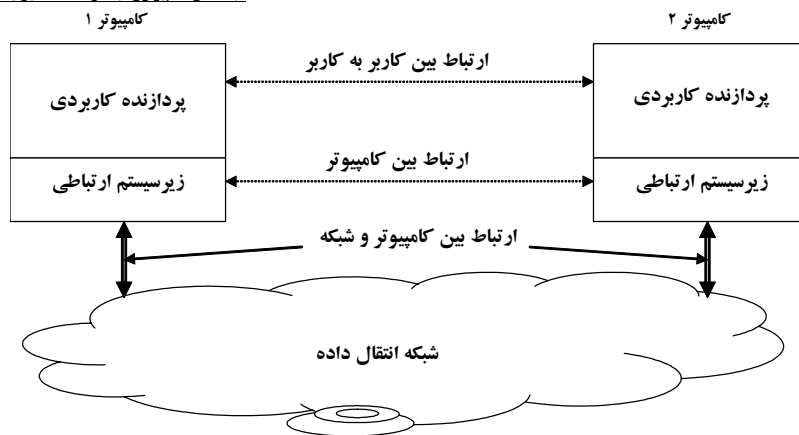 کامپیوتر ۲
کامپیوتر ۱
ارتباط بین کاربر به کاربر
پردازنده کاربردی
پردازنده کاربردی
ارتباط بین کامپیوتر
زیرسیستم ارتباطی
زیرسیستم ارتباطی
ارتباط بین کامپیوتر و شبکه
شبکه انتقال داده